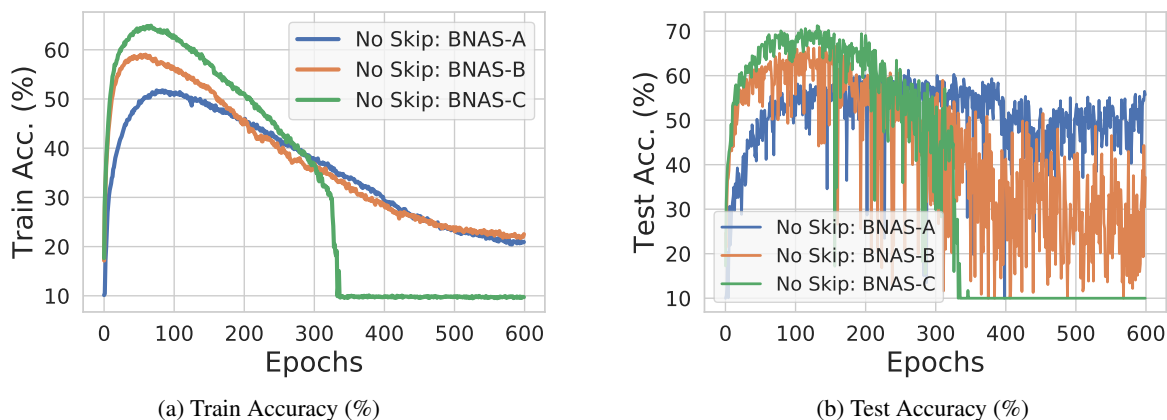 Train Acc. (%)
60
50
40
30
20
10
No Skip: BNAS-A
No Skip: BNAS-B
No Skip: BNAS-C
0 100 200 300 400 500 600
Epochs
(a) Train Accuracy (%)
Test Acc. (%)
70
60
50
40
30
20
10
No Skip: BNAS-A
No Skip: BNAS-B
No Skip: BNAS-C
0 100 200 300 400 500 600
Epochs
(b) Test Accuracy (%)